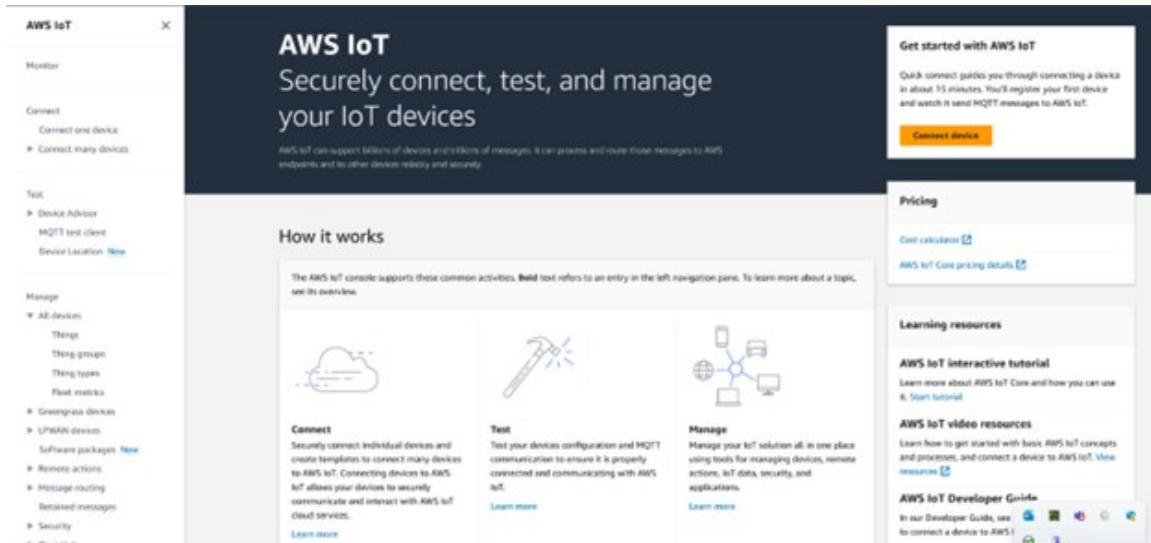 AWS IoT
Monitor
Connect
Connect one device
Connect many devices
Test
Device Advisor
MQTT test client
Device Location New
Manage
All devices
Things
Thing groups
Thing types
Fleet metrics
Greengrass devices
LPWAN devices
Software packages New
Remote actions
Message routing
Retained messages
Security
AWS IoT
Securely connect, test, and manage
your IoT devices
AWS IoT can support billions of devices and trillions of messages. It can process and route those messages to AWS
endpoints and to other devices reliably and securely.
How it works
The AWS IoT console supports these common activities. Bold text refers to an entry in the left navigation pane. To learn more about a topic,
see its overview.
Connect
Securely connect individual devices and
create templates to connect many devices
to AWS IoT. Connecting devices to AWS
IoT allows your devices to securely
communicate and interact with AWS IoT
cloud services.
Learn more
Test
Test your devices configuration and MQTT
communication to ensure it is properly
connected and communicating with AWS
IoT.
Learn more
Manage
Manage your IoT solution all in one place
using tools for managing devices, remote
actions, IoT data, security, and
applications.
Learn more
Get started with AWS IoT
Quick connect guides you through connecting a device
in about 15 minutes. You'll register your first device
and watch it send MQTT messages to AWS IoT.
Connect device
Pricing
Cost calculator
AWS IoT Core pricing details
Learning resources
AWS IoT interactive tutorial
Learn more about AWS IoT Core and how you can use
it. Start tutorial
AWS IoT video resources
Learn how to get started with basic AWS IoT concepts
and processes, and connect a device to AWS IoT. View
resources
AWS IoT Developer Guide
In our Developer Guide, see
to connect a device to AWS